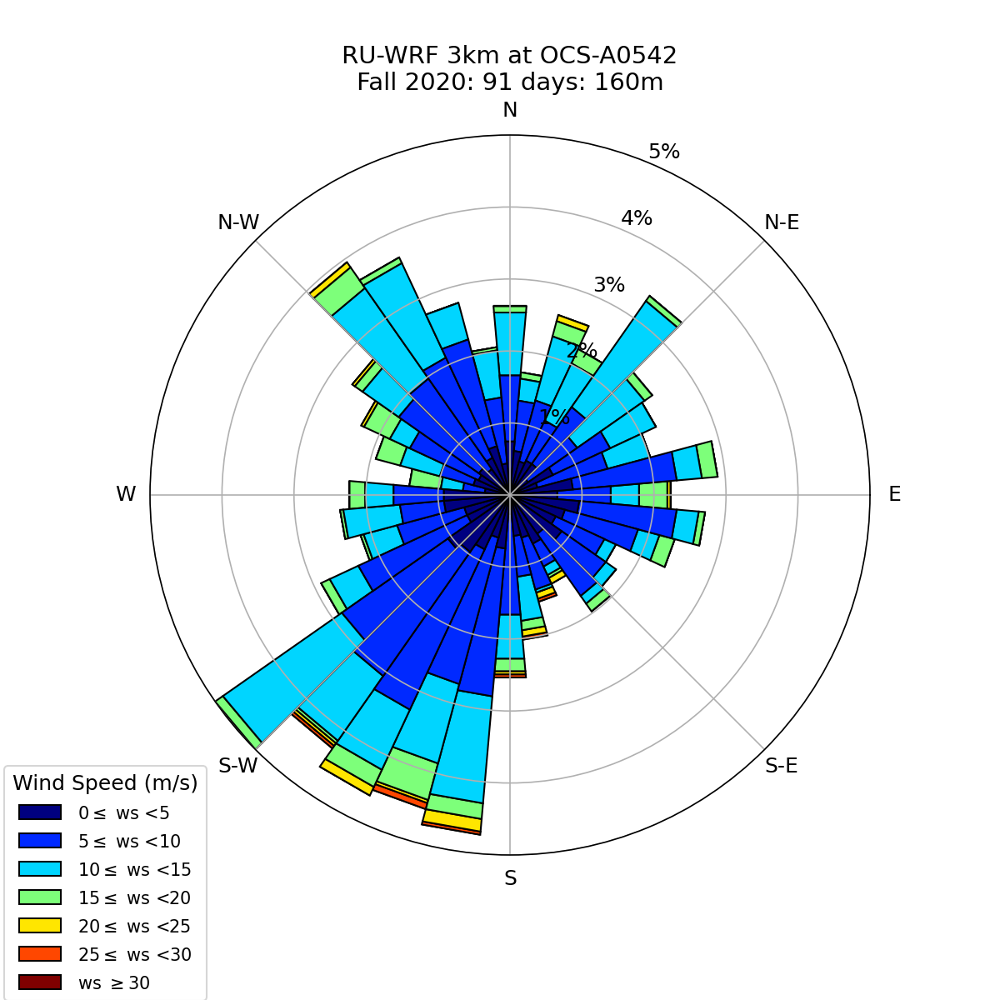 RU-WRF 3km at OCS-A0542
Fall 2020: 91 days: 160m
N
5%
N-W
4%
N-E
3%
2%
1%
W
E
S-W
S-E
S
Wind Speed (m/s)
0≤ ws <5
5≤ ws <10
10≤ ws <15
15≤ ws <20
20≤ ws <25
25≤ ws <30
ws ≥30